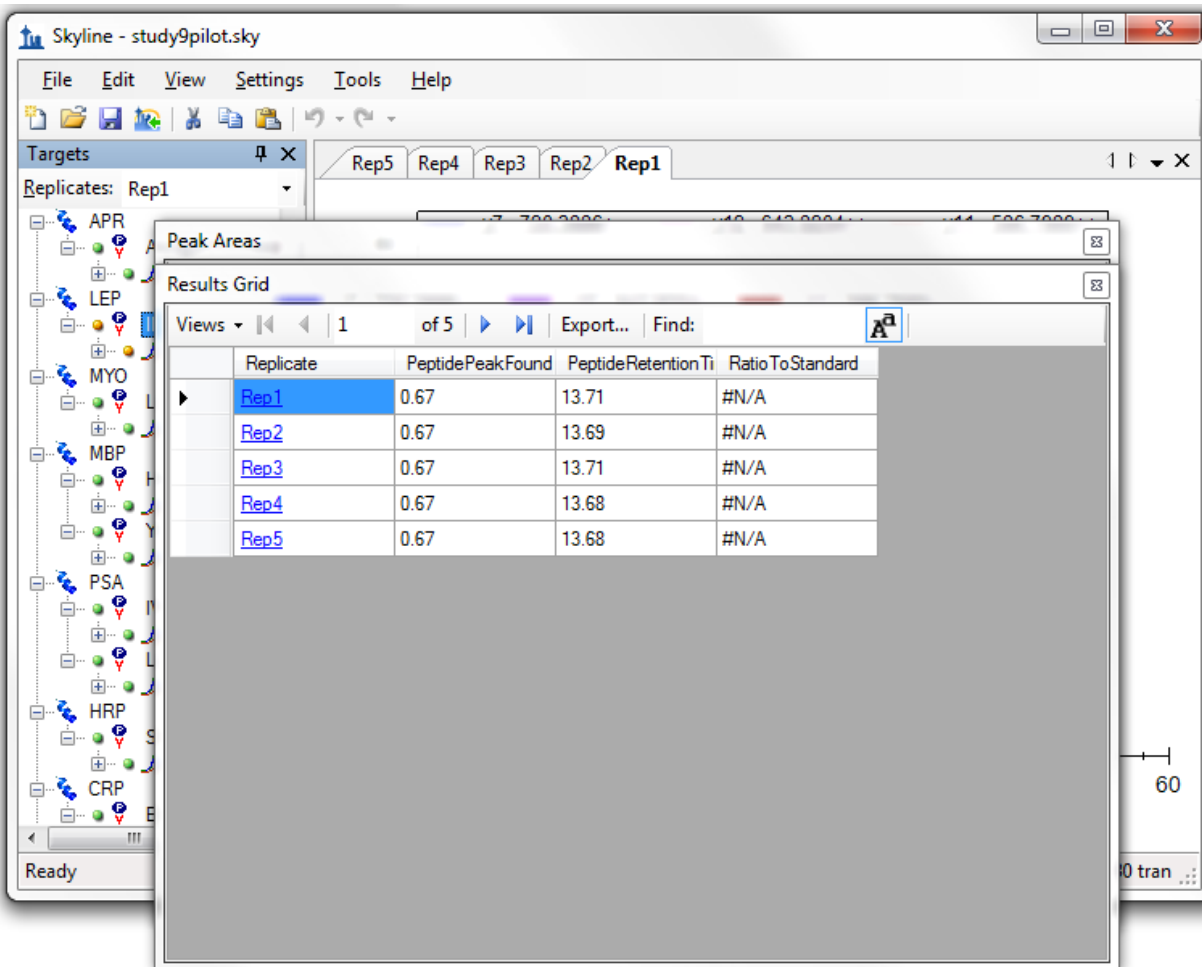 Skyline - study9pilot.sky
File Edit View Settings Tools Help
Targets
Replicates: Rep1
Rep5 Rep4 Rep3 Rep2 Rep1
APR
A
LEP
MYO
L
MBP
H
Y
PSA
L
HRP
S
CRP
E
Ready
Peak Areas
Results Grid
Views 1 of 5 Export... Find:
Replicate PeptidePeakFound PeptideRetentionTi RatioToStandard
Rep1 0.67 13.71 #N/A
Rep2 0.67 13.69 #N/A
Rep3 0.67 13.71 #N/A
Rep4 0.67 13.68 #N/A
Rep5 0.67 13.68 #N/A
60
0 tran